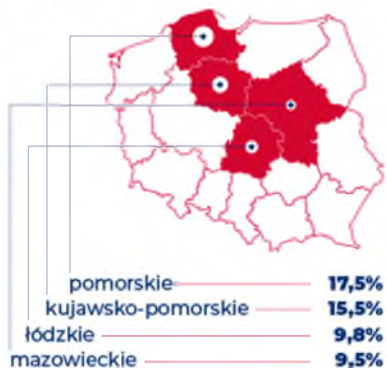 pomorskie 17,5%
kujawsko-pomorskie 15,5%
łódzkie 9,8%
mazowieckie 9,5%